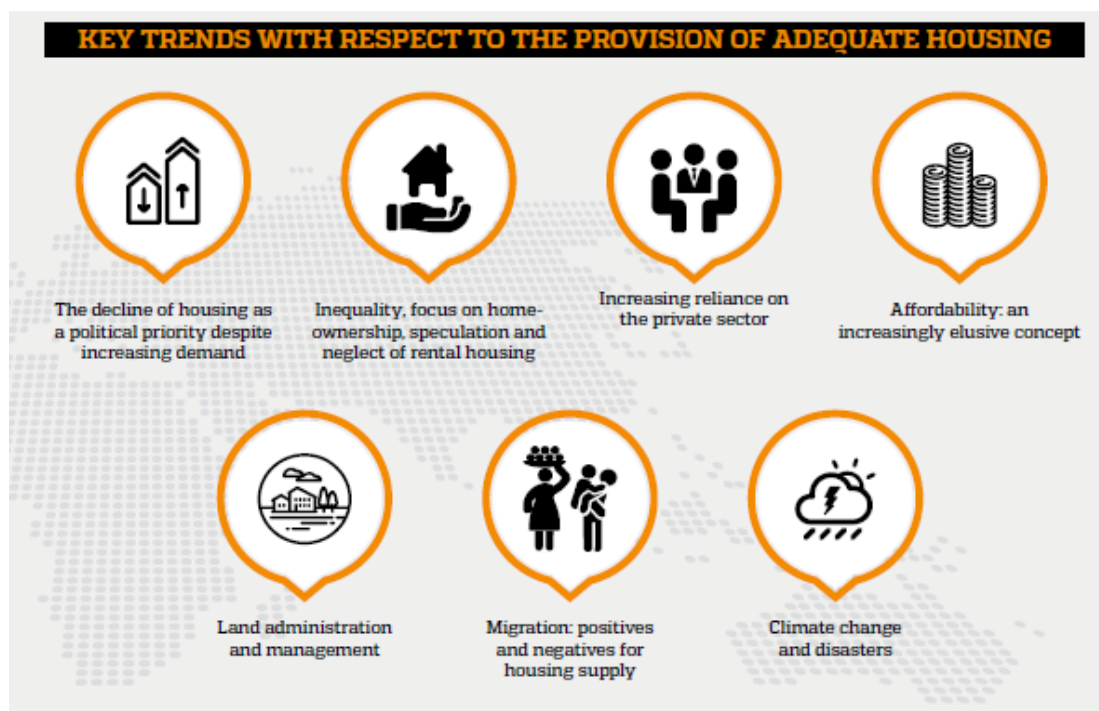 KEY TRENDS WITH RESPECT TO THE PROVISION OF ADEQUATE HOUSING
The decline of housing as
a political priority despite
increasing demand
Inequality, focus on home-
ownership, speculation and
neglect of rental housing
Increasing reliance on
the private sector
Affordability: an
increasingly elusive concept
Land administration
and management
Migration: positives
and negatives for
housing supply
Climate change
and disasters